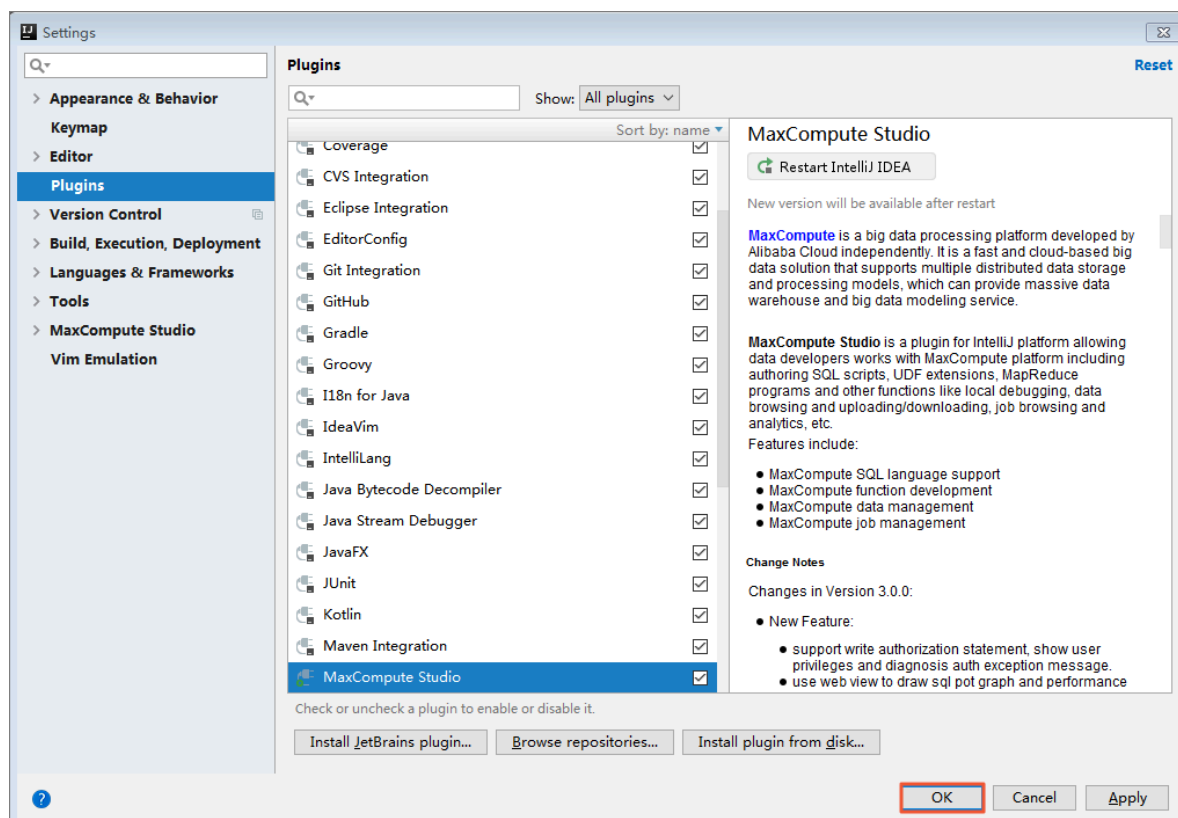 Settings
Plugins
Reset
Appearance & Behavior
Keymap
Editor
Plugins
Version Control
Build, Execution, Deployment
Languages & Frameworks
Tools
MaxCompute Studio
Vim Emulation
Show: All plugins
Sort by: name
Coverage
CVS Integration
Eclipse Integration
EditorConfig
Git Integration
GitHub
Gradle
Groovy
I18n for Java
IdeaVim
IntelliLang
Java Bytecode Decompiler
Java Stream Debugger
JavaFX
JUnit
Kotlin
Maven Integration
MaxCompute Studio
Check or uncheck a plugin to enable or disable it.
Install JetBrains plugin...
Browse repositories...
Install plugin from disk...
MaxCompute Studio
Restart IntelliJ IDEA
New version will be available after restart
MaxCompute is a big data processing platform developed by
Alibaba Cloud independently. It is a fast and cloud-based big
data solution that supports multiple distributed data storage
and processing models, which can provide massive data
warehouse and big data modeling service.
MaxCompute Studio is a plugin for IntelliJ platform allowing
data developers works with MaxCompute platform including
authoring SQL scripts, UDF extensions, MapReduce
programs and other functions like local debugging, data
browsing and uploading/downloading, job browsing and
analytics, etc.
Features include:
● MaxCompute SQL language support
● MaxCompute function development
● MaxCompute data management
● MaxCompute job management
Change Notes
Changes in Version 3.0.0:
● New Feature:
● support write authorization statement, show user
privileges and diagnosis auth exception message.
● use web view to draw sql pot graph and performance
?
OK
Cancel
Apply